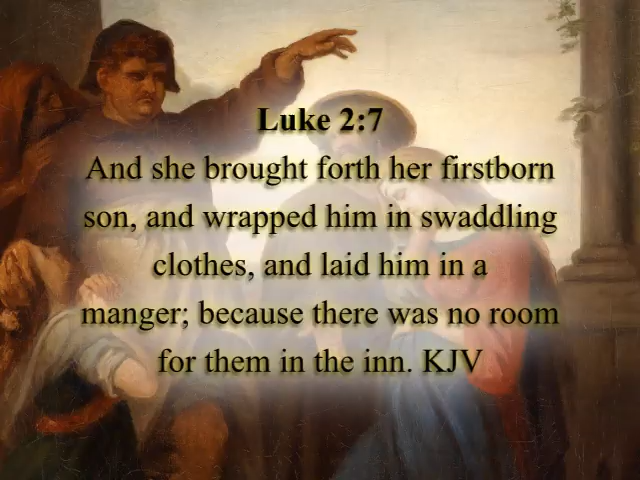 Luke 2:7
And she brought forth her firstborn
son, and wrapped him in swaddling
clothes, and laid him in a
manger; because there was no room
for them in the inn. KJV